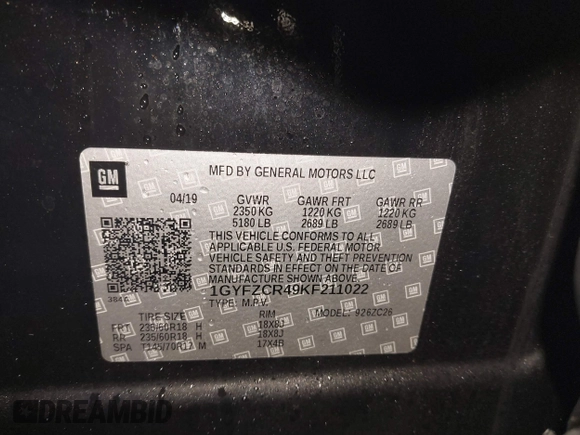 GM
MFD BY GENERAL MOTORS LLC
04/19 GVWR GAWR FRT GAWR RR
2350 KG 1220 KG 1220 KG
5180 LB 2689 LB 2689 LB
THIS VEHICLE CONFORMS TO ALL
APPLICABLE U.S. FEDERAL MOTOR
VEHICLE SAFETY AND THEFT PREVENTION
STANDARDS IN EFFECT ON THE DATE OF
MANUFACTURE SHOWN ABOVE.
1GYFZCR49KF211022
TYPE: M.P.V. MODEL: 9Z6ZC26
TIRE SIZE RIM
FRT 235/60R18 H 18X8J
RR 235/60R18 H 18X8J
SPA T145/70R17 M 17X4B
DREAMBID